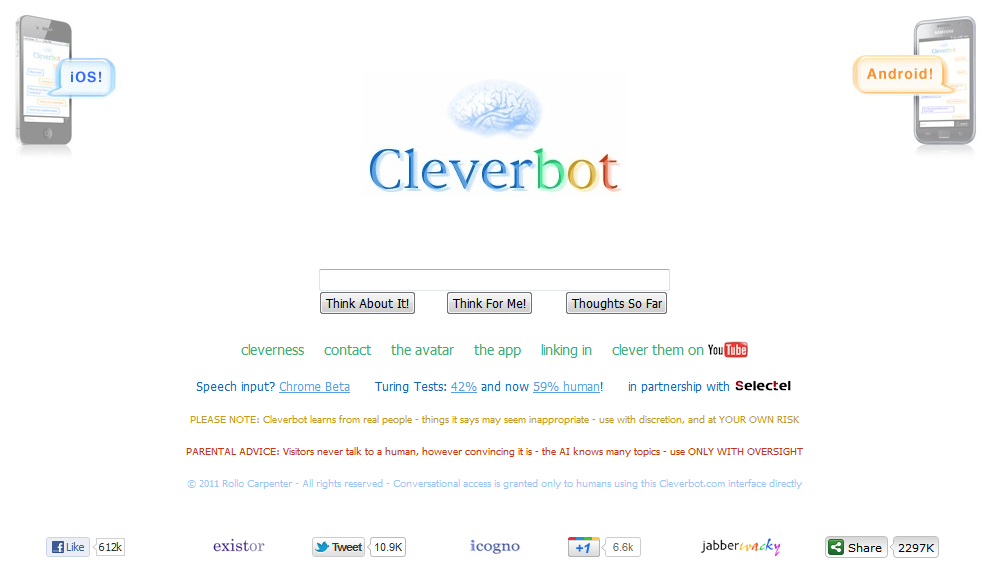 iOS!
Cleverbot
Android!
Cleverbot
Cleverbot
Think About It! Think For Me! Thoughts So Far
cleverness contact the avatar the app linking in clever them on YouTube
Speech input? Chrome Beta Turing Tests: 42% and now 59% human! in partnership with Selectel
PLEASE NOTE: Cleverbot learns from real people - things it says may seem inappropriate - use with discretion, and at YOUR OWN RISK
PARENTAL ADVICE: Visitors never talk to a human, however convincing it is - the AI knows many topics - use ONLY WITH OVERSIGHT
© 2011 Rollo Carpenter - All rights reserved - Conversational access is granted only to humans using this Cleverbot.com interface directly
Like 612k existor Tweet 10.9K icogno +1 6.6k jabberwacky Share 2297K